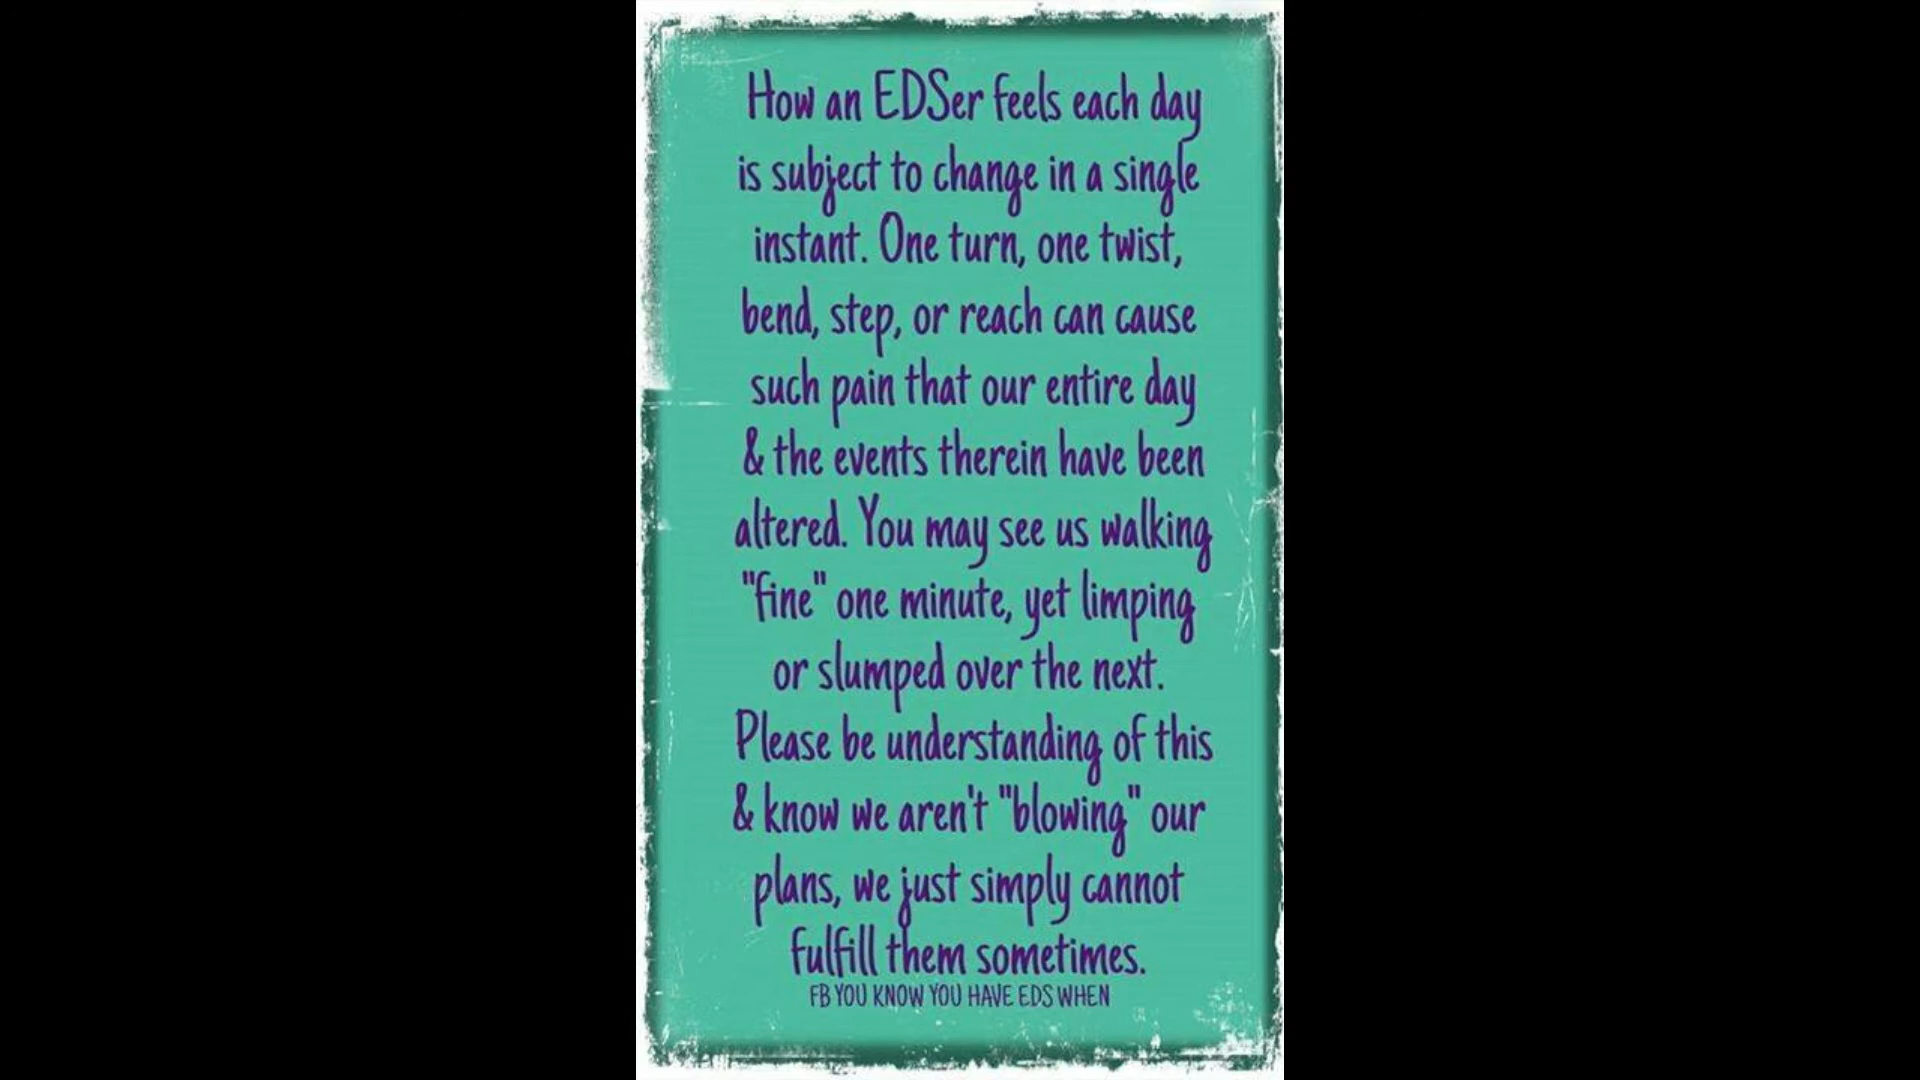 How an EDSer feels each day
is subject to change in a single
instant. One turn, one twist,
bend, step, or reach can cause
such pain that our entire day
& the events therein have been
altered. You may see us walking
"fine" one minute, yet limping
or slumped over the next.
Please be understanding of this
& know we aren't "blowing" our
plans, we just simply cannot
fulfill them sometimes.
FB YOU KNOW YOU HAVE EDS WHEN